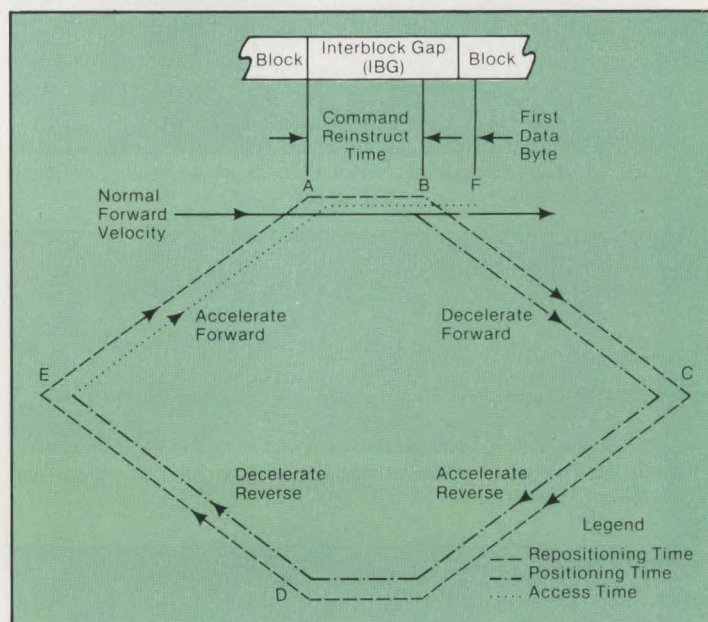 Block
Interblock Gap
(IBG)
Block
Command
Reinstruct
Time
First
Data
Byte
A
B
F
Normal
Forward
Velocity
Accelerate
Forward
Decelerate
Forward
E
C
Decelerate
Reverse
Accelerate
Reverse
D
Legend
Repositioning Time
Positioning Time
Access Time